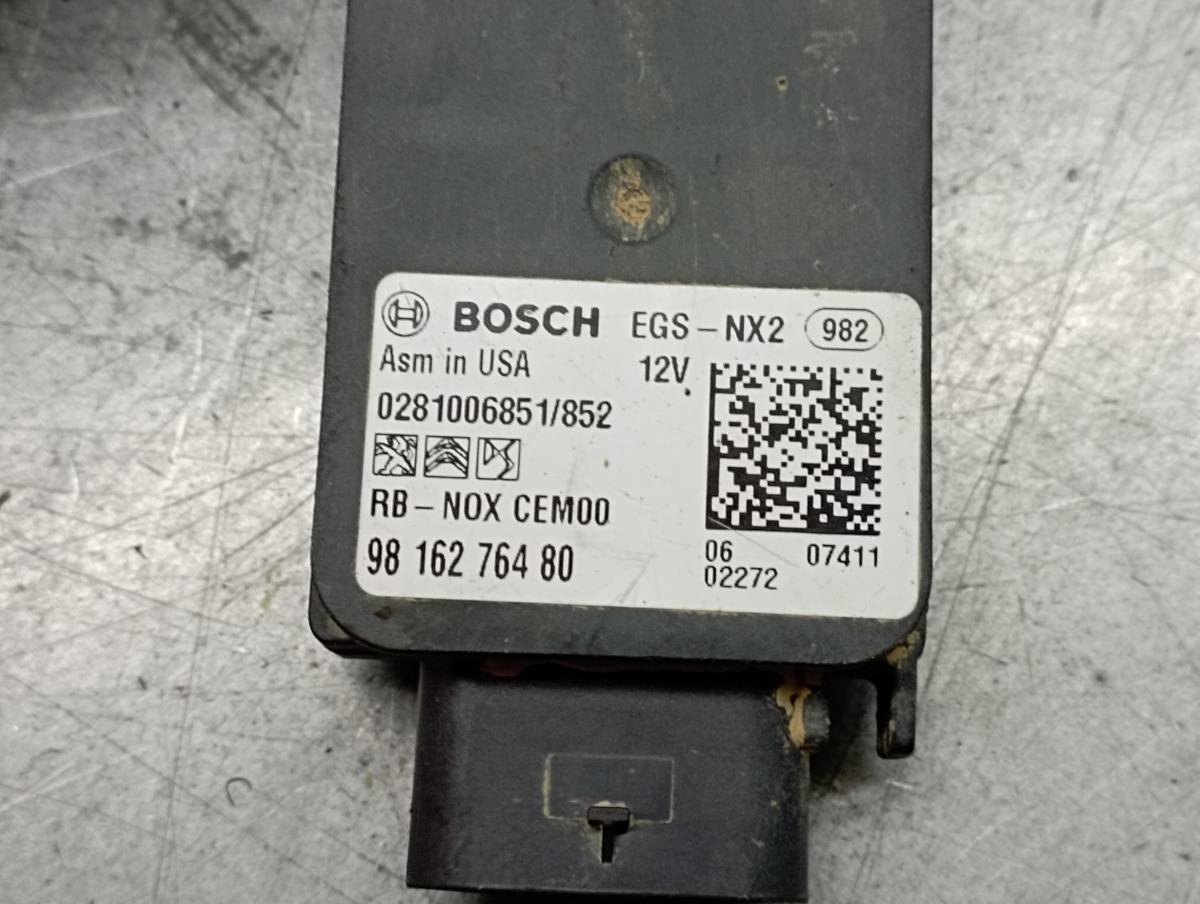 BOSCH EGS-NX2 982
Asm in USA 12V
0281006851/852
RB-NOX CEM00
98 162 764 80
06 07411
02272